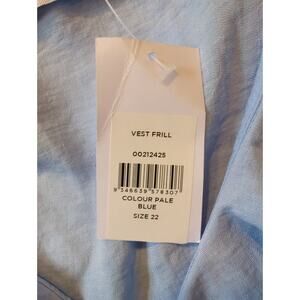 VEST FRILL
00212425
9 346639 578307
COLOUR PALE
BLUE
SIZE 22